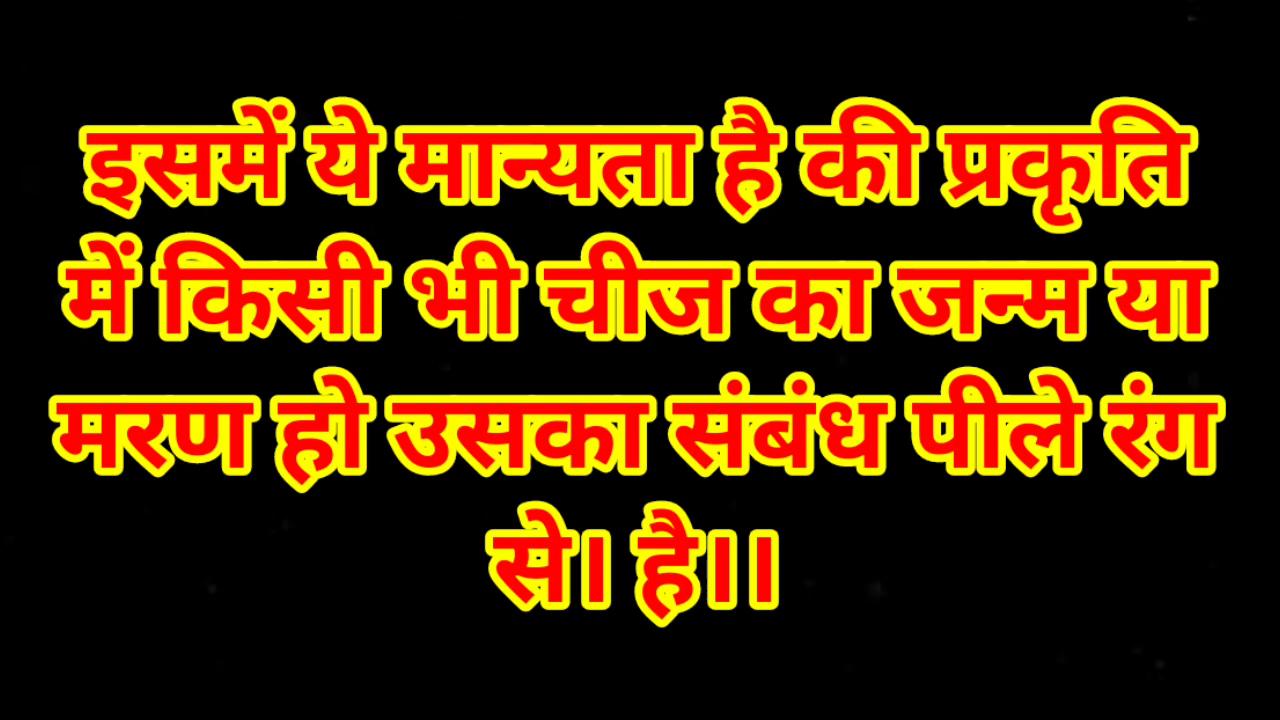 इसमें ये मान्यता है की प्रकृति
में किसी भी चीज का जन्म या
मरण हो उसका संबंध पीले रंग
से। है।।